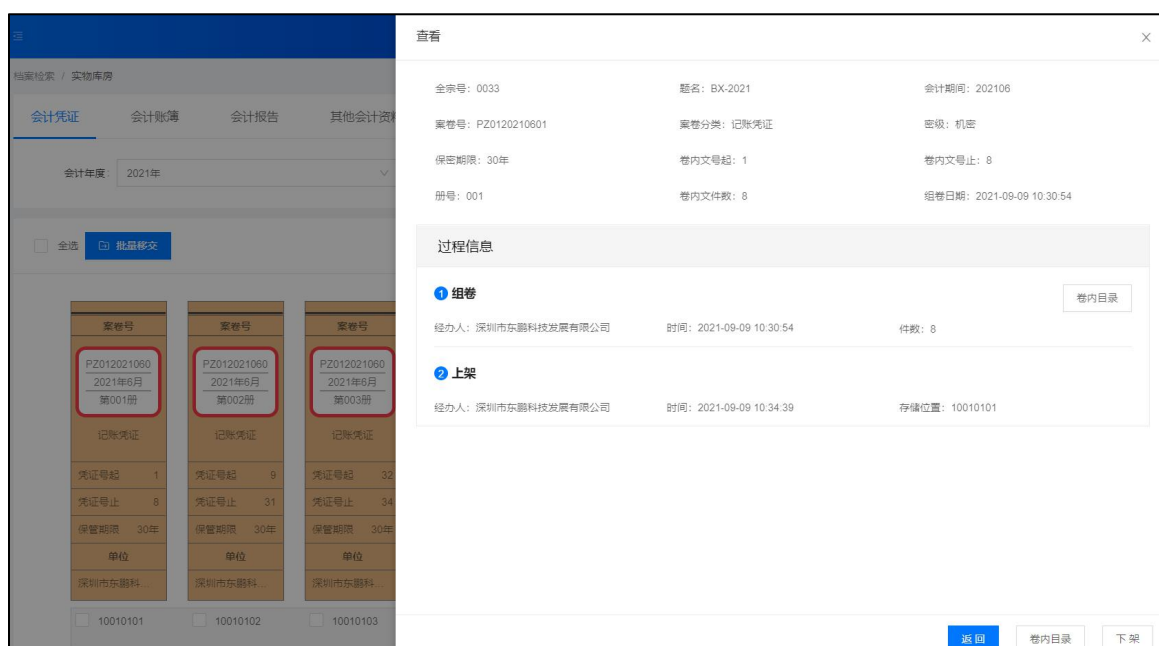 查看
档案检索 / 实物库房
会计凭证 会计账簿 会计报告 其他会计资料
会计年度: 2021年
全选 批量移交
案卷号 案卷号 案卷号
PZ012021060 PZ012021060 PZ012021060
2021年6月 2021年6月 2021年6月
第001册 第002册 第003册
记账凭证 记账凭证 记账凭证
凭证号起 1 凭证号起 9 凭证号起 32
凭证号止 8 凭证号止 31 凭证号止 34
保管期限 30年 保管期限 30年 保管期限 30年
单位 单位 单位
深圳市东鹏科... 深圳市东鹏科... 深圳市东鹏科...
10010101 10010102 10010103
全宗号: 0033 题名: BX-2021 会计期间: 202106
案卷号: PZ0120210601 案卷分类: 记账凭证 密级: 机密
保密期限: 30年 卷内文号起: 1 卷内文号止: 8
册号: 001 卷内文件数: 8 组卷日期: 2021-09-09 10:30:54
过程信息
1 组卷 卷内目录
经办人: 深圳市东鹏科技发展有限公司 时间: 2021-09-09 10:30:54 件数: 8
2 上架
经办人: 深圳市东鹏科技发展有限公司 时间: 2021-09-09 10:34:39 存储位置: 10010101
返回 卷内目录 下架